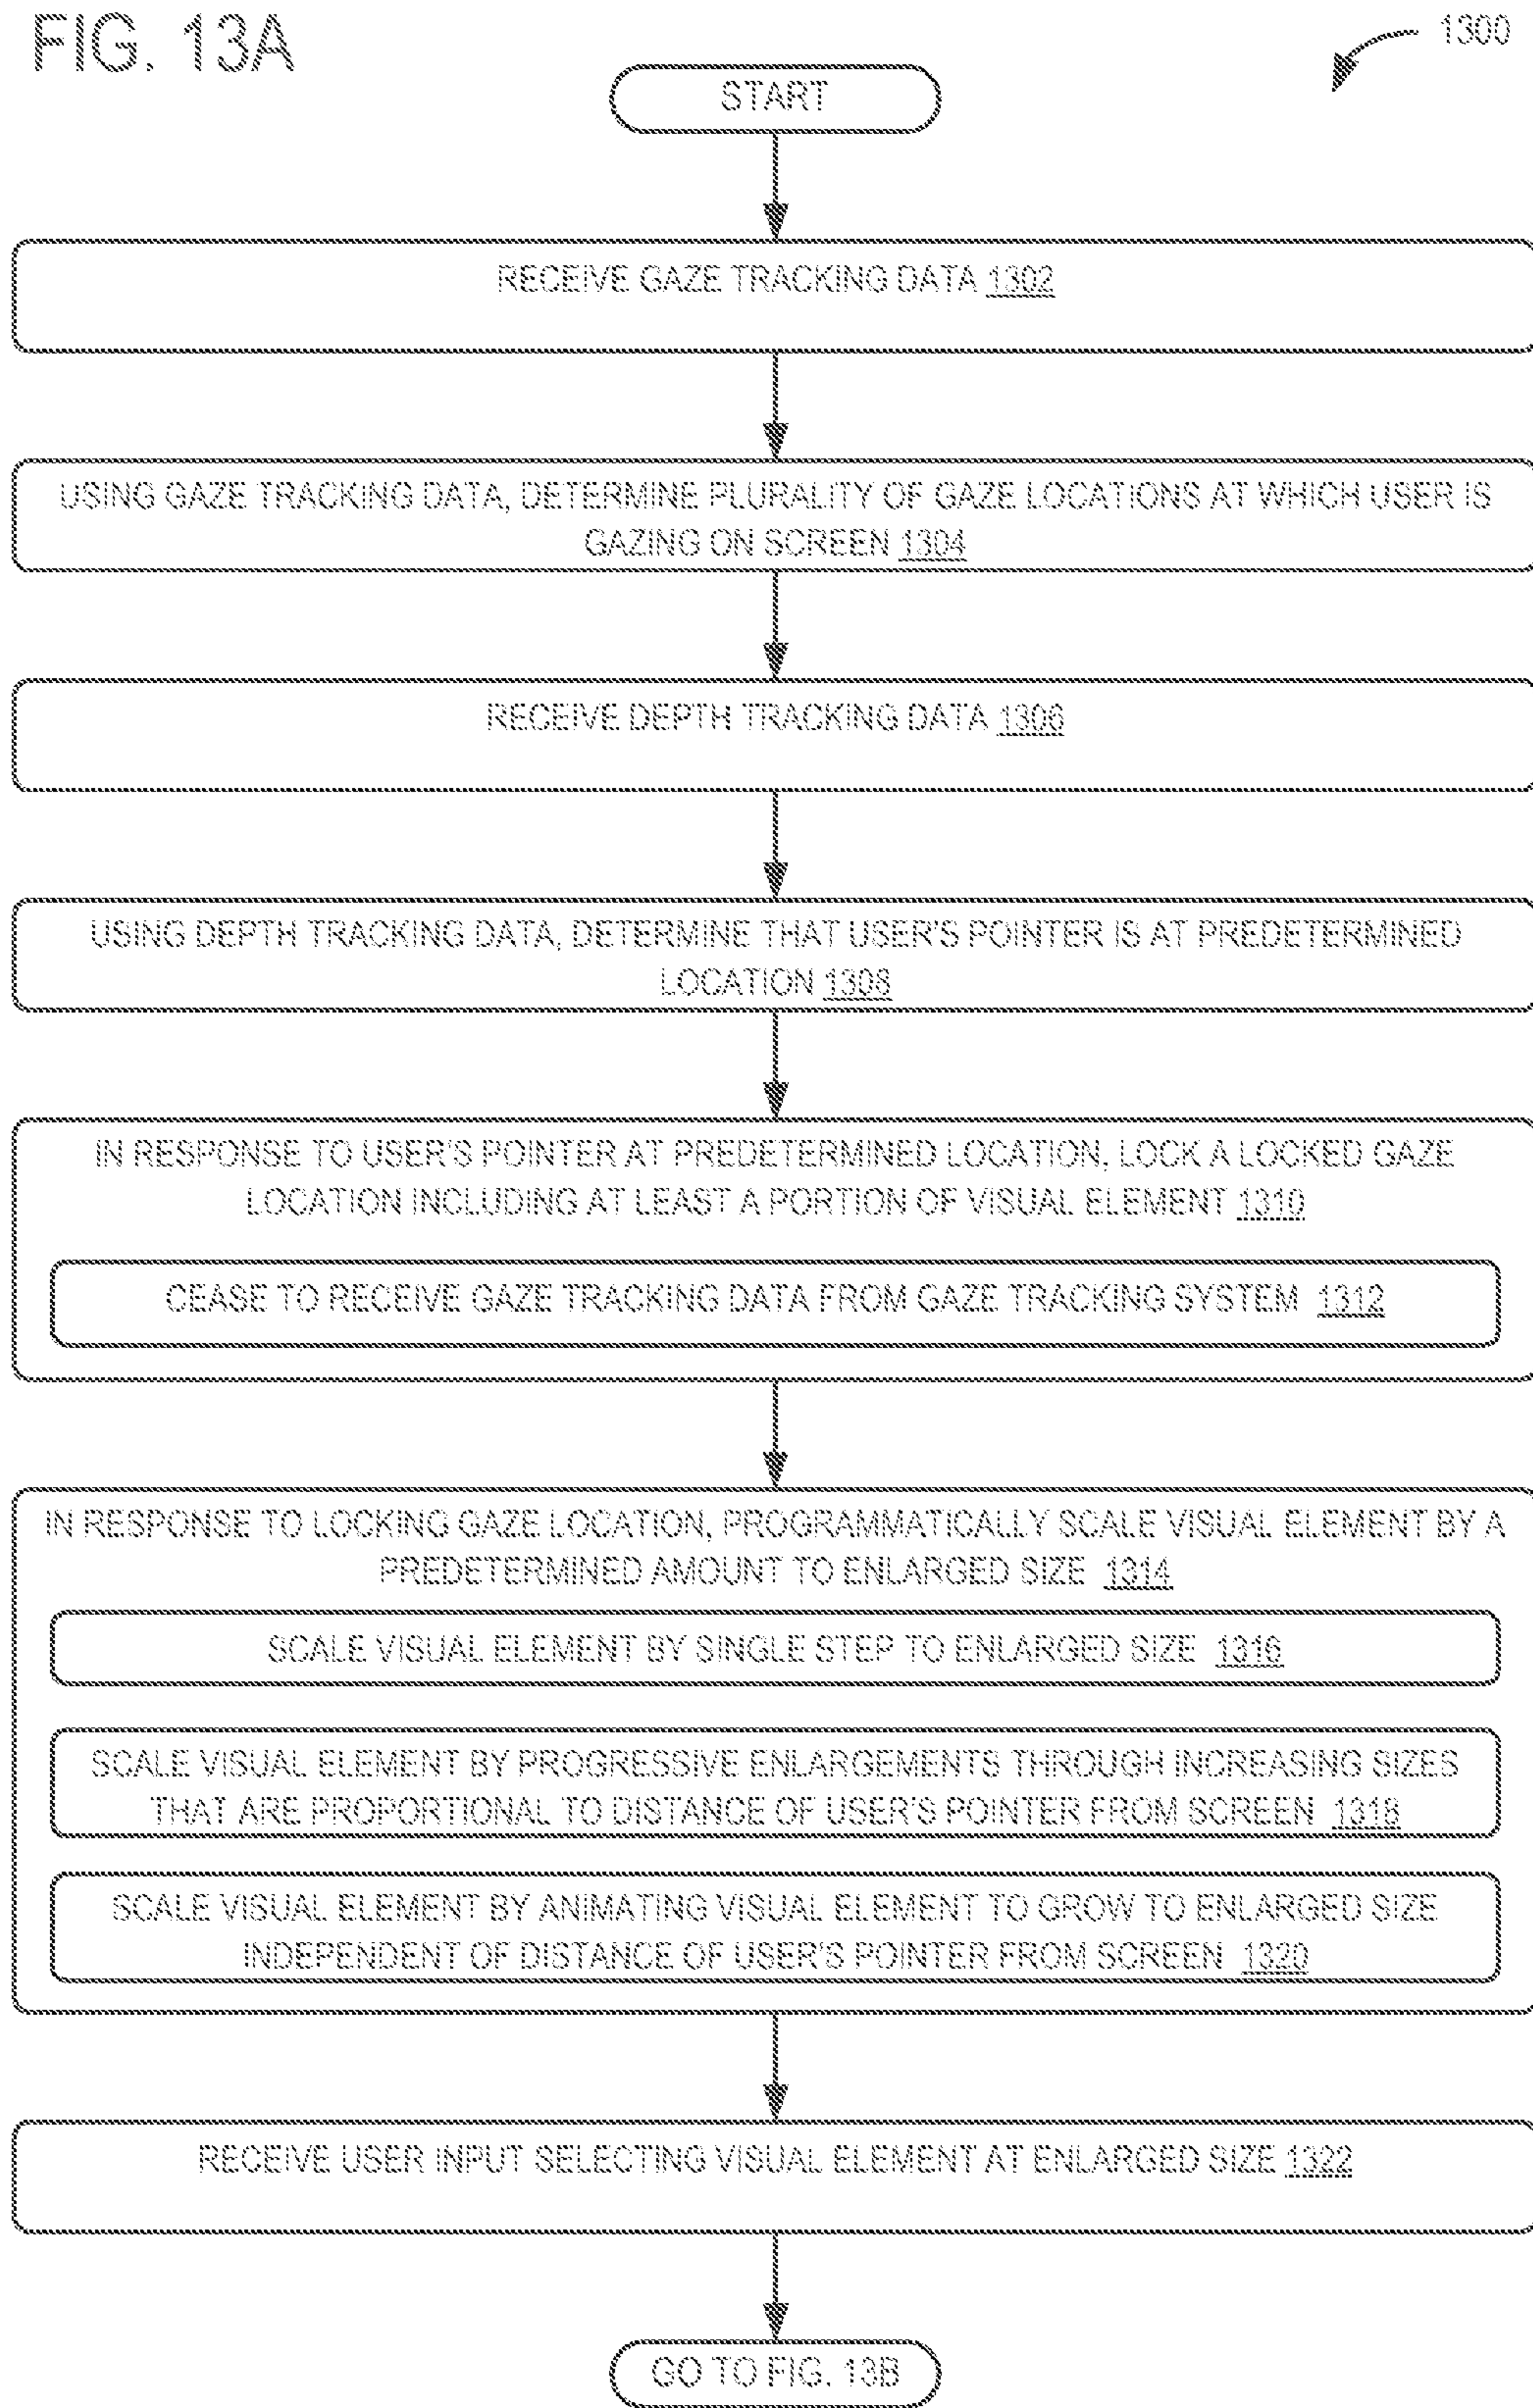 FIG. 13A
1300
START
RECEIVE GAZE TRACKING DATA 1302
USING GAZE TRACKING DATA, DETERMINE PLURALITY OF GAZE LOCATIONS AT WHICH USER IS
GAZING ON SCREEN 1304
RECEIVE DEPTH TRACKING DATA 1306
USING DEPTH TRACKING DATA, DETERMINE THAT USER'S POINTER IS AT PREDETERMINED
LOCATION 1308
IN RESPONSE TO USER'S POINTER AT PREDETERMINED LOCATION, LOCK A LOCKED GAZE
LOCATION INCLUDING AT LEAST A PORTION OF VISUAL ELEMENT 1310
CEASE TO RECEIVE GAZE TRACKING DATA FROM GAZE TRACKING SYSTEM 1312
IN RESPONSE TO LOCKING GAZE LOCATION, PROGRAMMATICALLY SCALE VISUAL ELEMENT BY A
PREDETERMINED AMOUNT TO ENLARGED SIZE 1314
SCALE VISUAL ELEMENT BY SINGLE STEP TO ENLARGED SIZE 1316
SCALE VISUAL ELEMENT BY PROGRESSIVE ENLARGEMENTS THROUGH INCREASING SIZES
THAT ARE PROPORTIONAL TO DISTANCE OF USER'S POINTER FROM SCREEN 1318
SCALE VISUAL ELEMENT BY ANIMATING VISUAL ELEMENT TO GROW TO ENLARGED SIZE
INDEPENDENT OF DISTANCE OF USER'S POINTER FROM SCREEN 1320
RECEIVE USER INPUT SELECTING VISUAL ELEMENT AT ENLARGED SIZE 1322
GO TO FIG. 13B